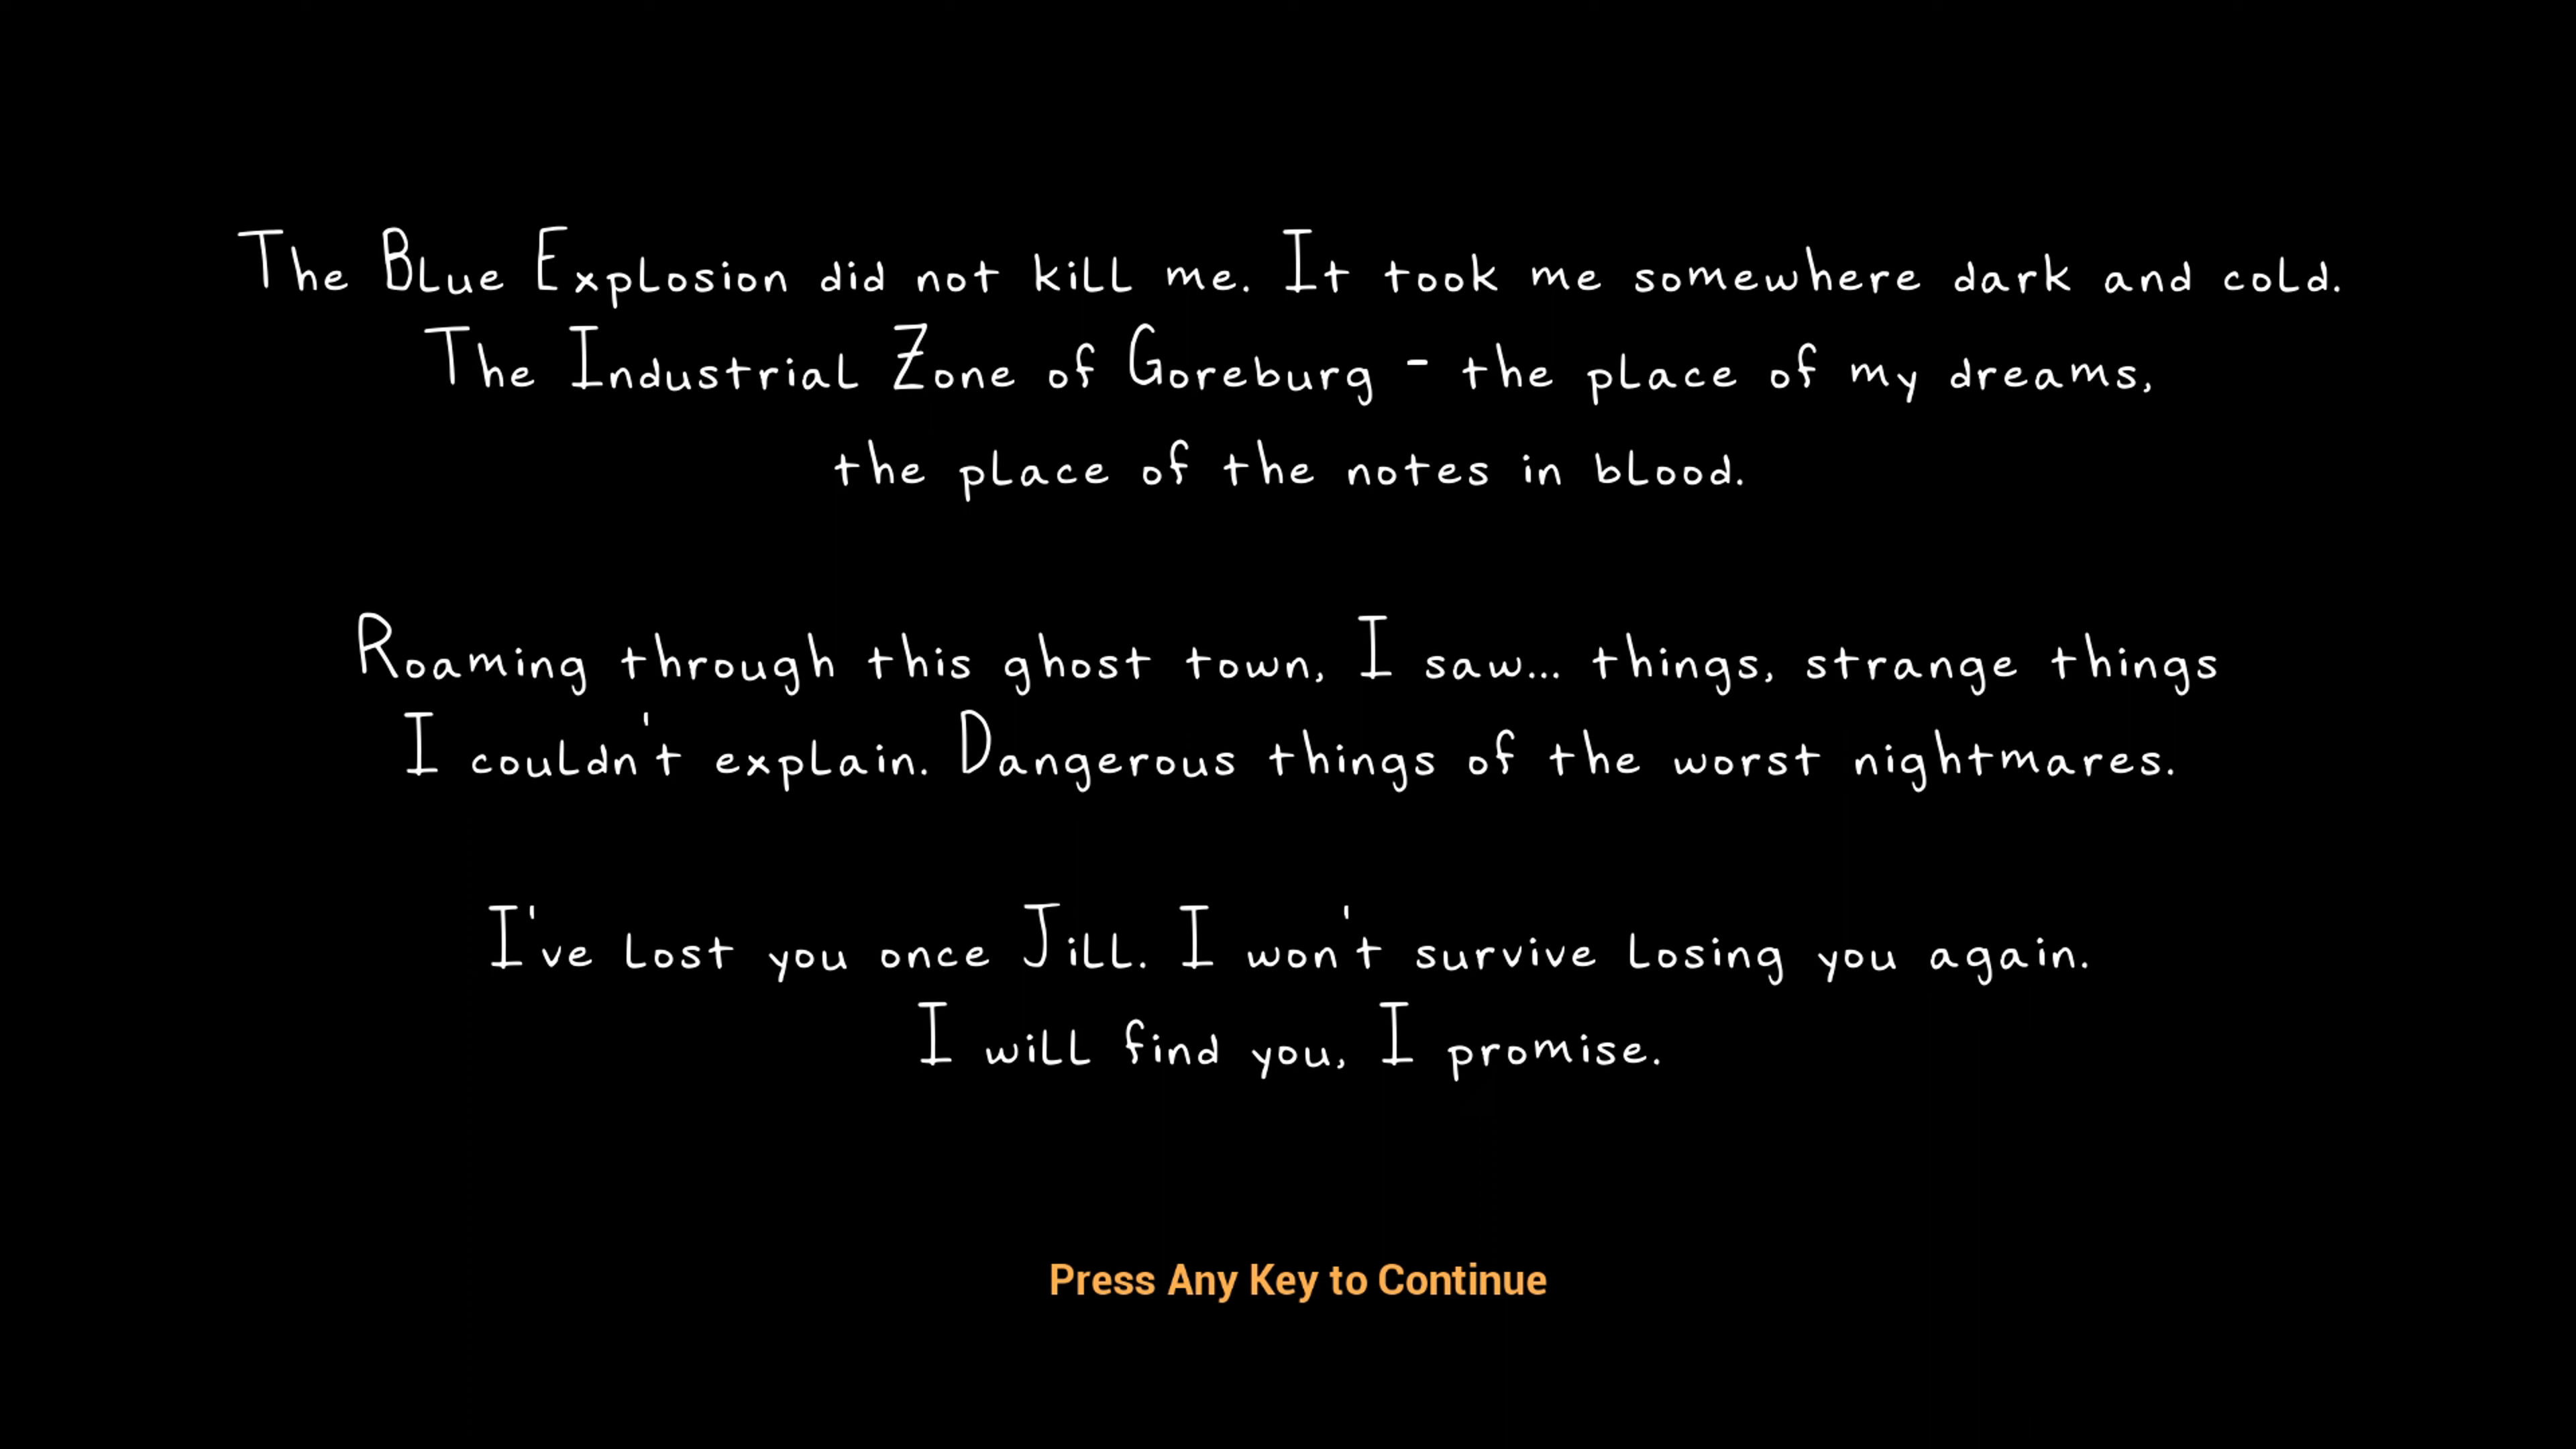 The Blue Explosion did not kill me. It took me somewhere dark and cold.
The Industrial Zone of Goreburg - the place of my dreams,
the place of the notes in blood.
Roaming through this ghost town, I saw... things, strange things
I couldn't explain. Dangerous things of the worst nightmares.
I've lost you once Jill. I won't survive losing you again.
I will find you, I promise.
Press Any Key to Continue